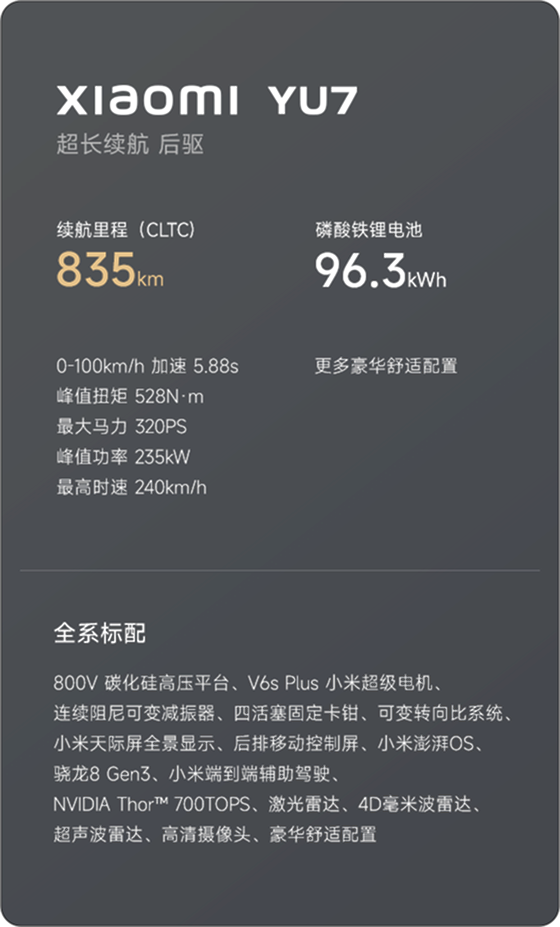 xiaomi YU7
超长续航 后驱
续航里程（CLTC）
835km
磷酸铁锂电池
96.3kWh
0-100km/h 加速 5.88s
峰值扭矩 528N·m
最大马力 320PS
峰值功率 235kW
最高时速 240km/h
更多豪华舒适配置
全系标配
800V 碳化硅高压平台、V6s Plus 小米超级电机、
连续阻尼可变减振器、四活塞固定卡钳、可变转向比系统、
小米天际屏全景显示、后排移动控制屏、小米澎湃OS、
骁龙8 Gen3、小米端到端辅助驾驶、
NVIDIA Thor™ 700TOPS、激光雷达、4D毫米波雷达、
超声波雷达、高清摄像头、豪华舒适配置